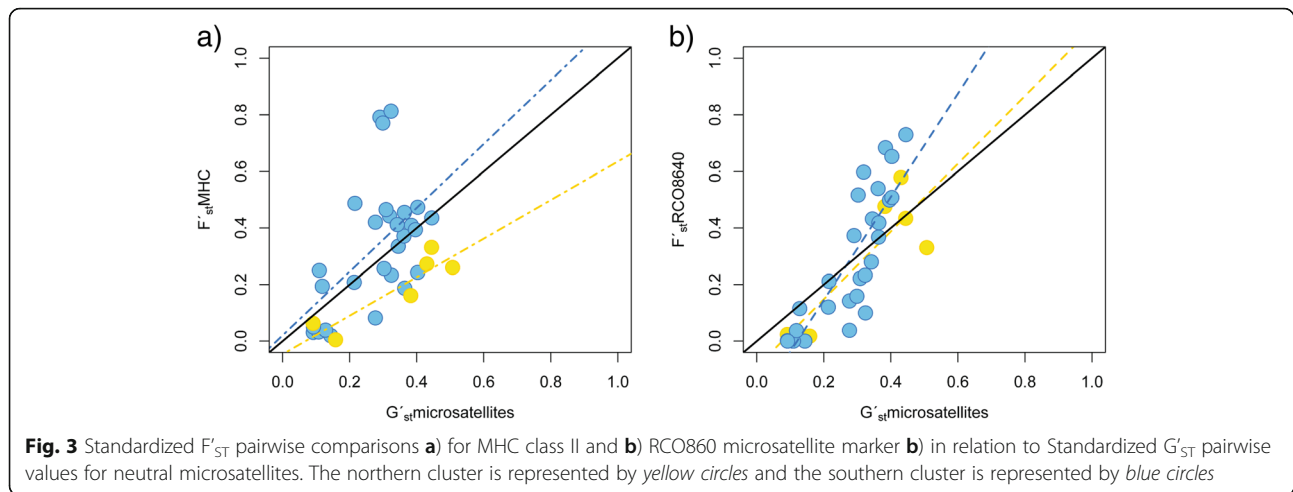 a)
F´stMHC
1.0
0.8
0.6
0.4
0.2
0.0
0.0 0.2 0.4 0.6 0.8 1.0
G´stmicrosatellites
b)
F´stRCO8640
1.0
0.8
0.6
0.4
0.2
0.0
0.0 0.2 0.4 0.6 0.8 1.0
G´stmicrosatellites
Fig. 3 Standardized F'ST pairwise comparisons a) for MHC class II and b) RCO860 microsatellite marker b) in relation to Standardized G'ST pairwise
values for neutral microsatellites. The northern cluster is represented by yellow circles and the southern cluster is represented by blue circles